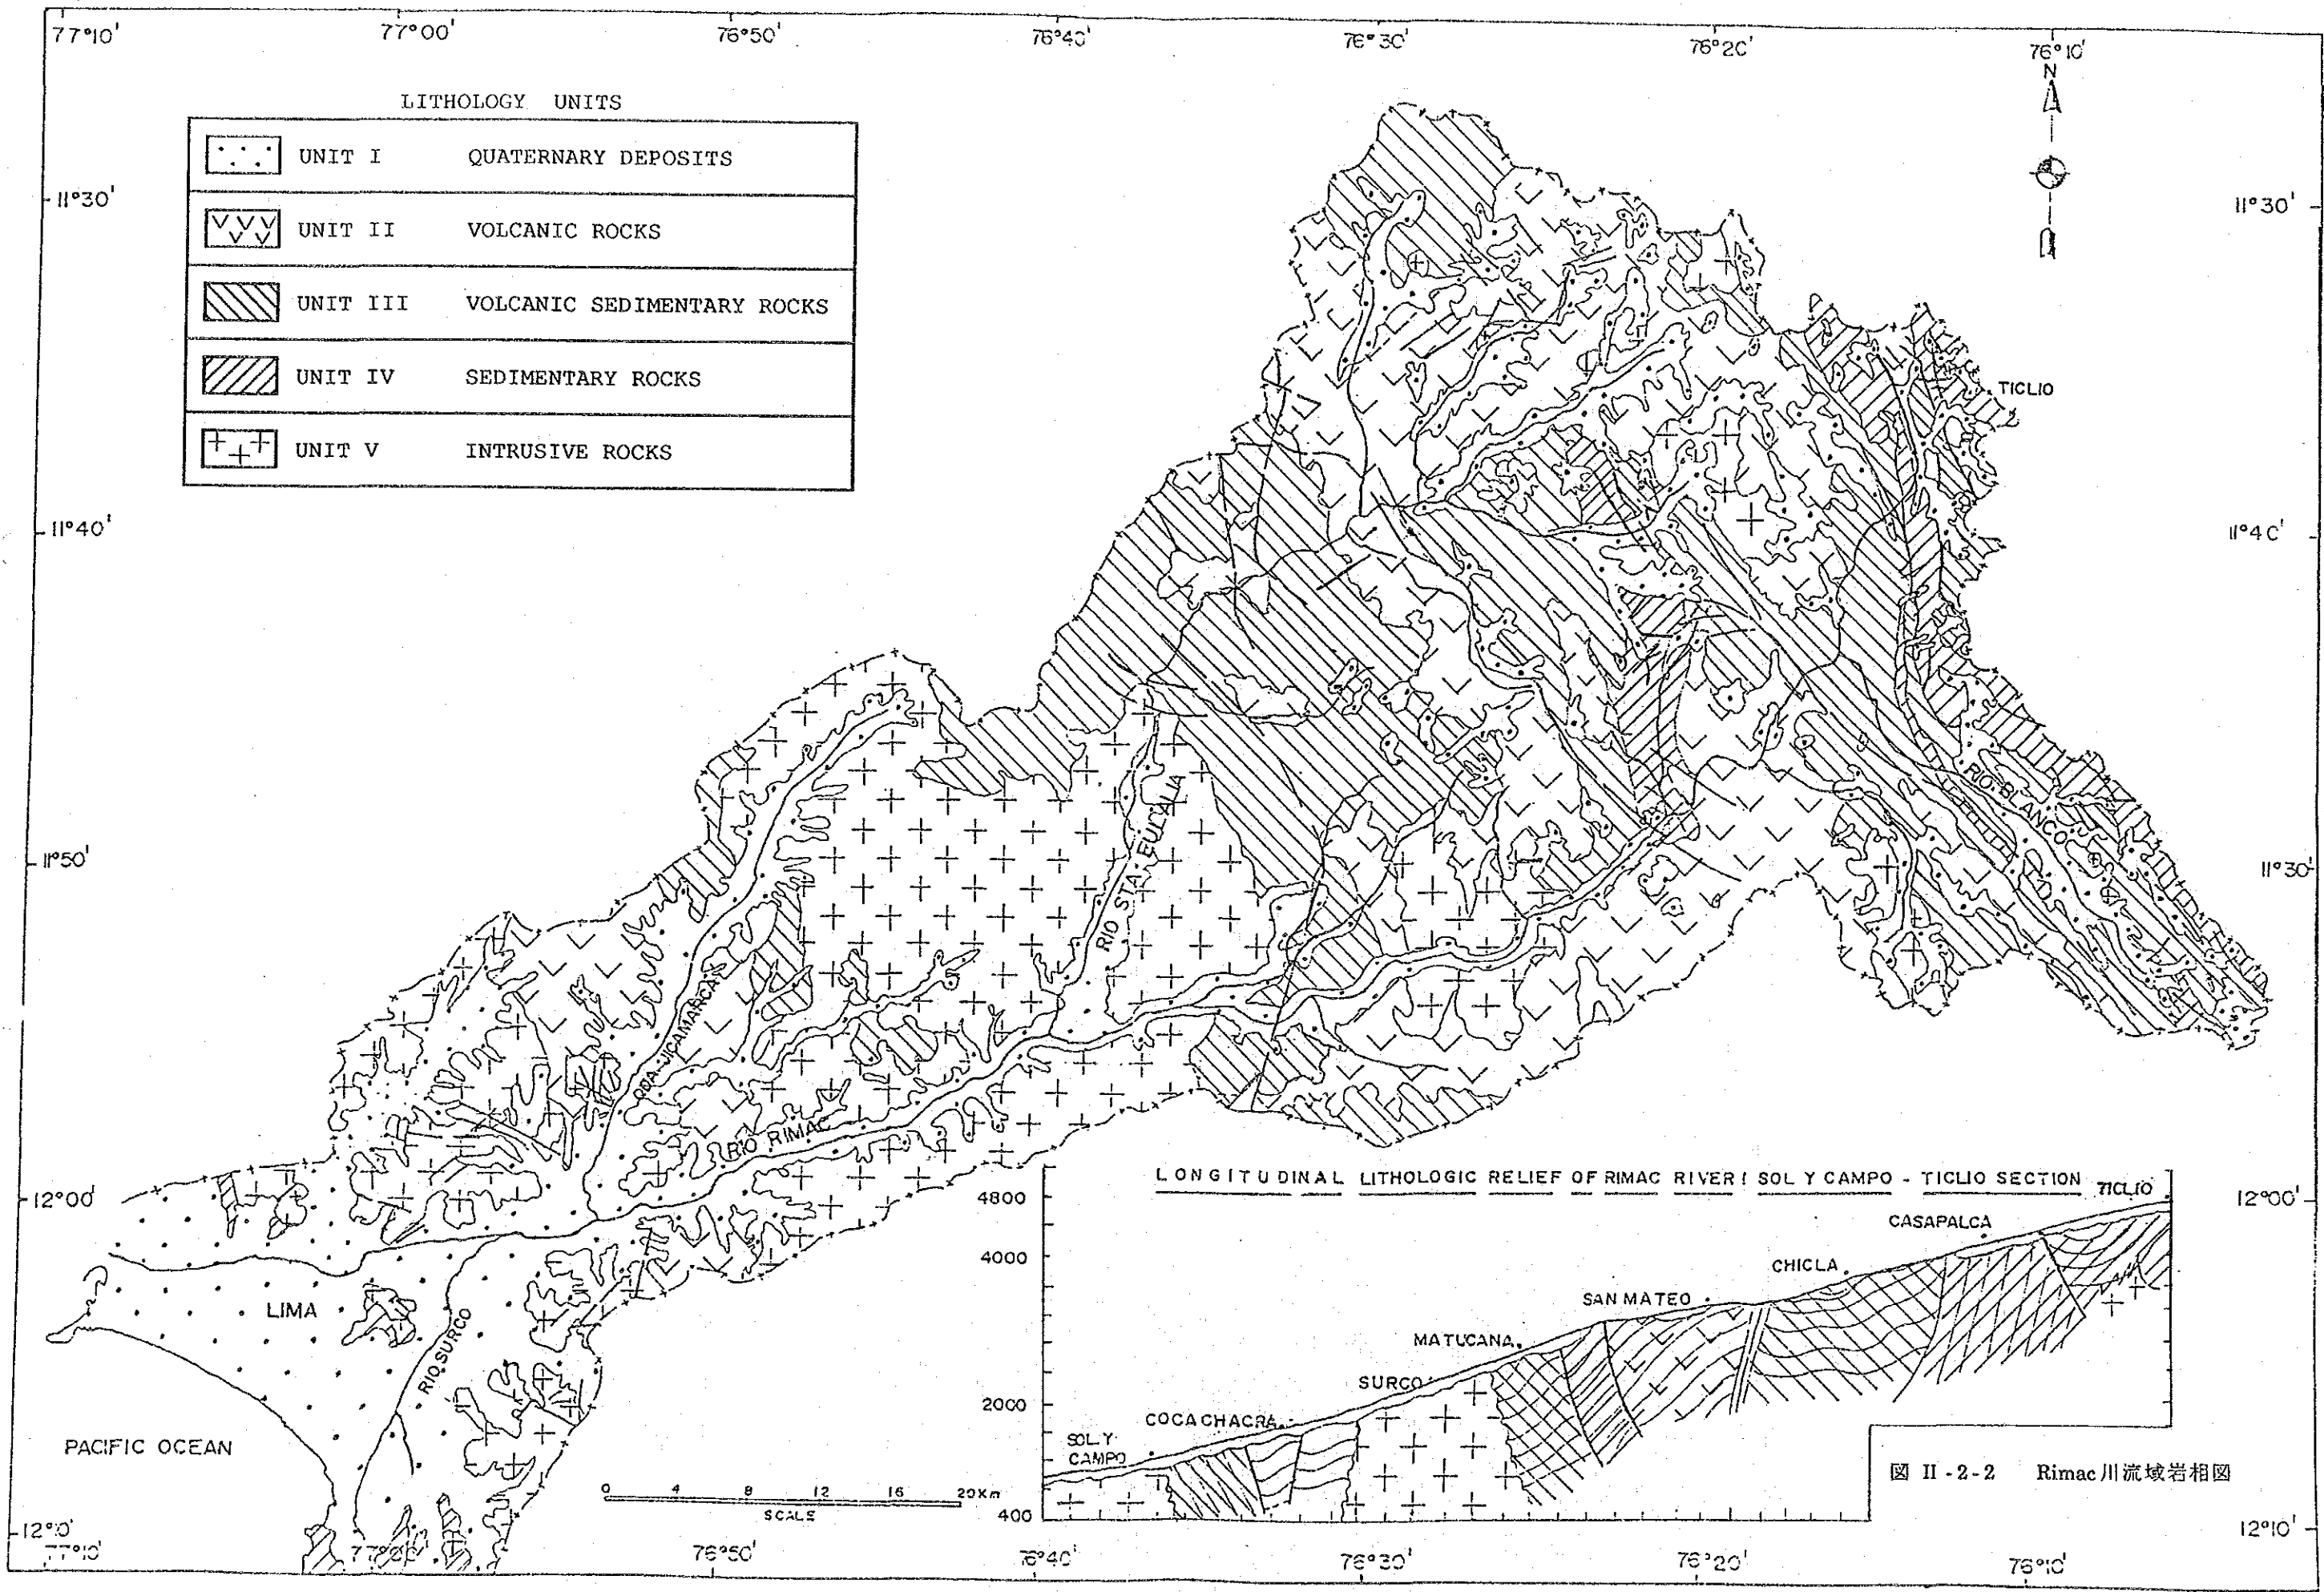 77°10' 77°00' 76°50' 76°40' 76°30' 76°20' 76°10'
N
LITHOLOGY UNITS
UNIT I QUATERNARY DEPOSITS
UNIT II VOLCANIC ROCKS
UNIT III VOLCANIC SEDIMENTARY ROCKS
UNIT IV SEDIMENTARY ROCKS
UNIT V INTRUSIVE ROCKS
11°30' 11°30'
TICLIO
11°40' 11°40'
RIO BLANCO
RIO STA. EULALIA
11°50' 11°30'
QDA. JICAMARCA
RIO RIMAC
12°00' 12°00'
LIMA
RIO SURCO
PACIFIC OCEAN
LONGITUDINAL LITHOLOGIC RELIEF OF RIMAC RIVER: SOL Y CAMPO - TICLIO SECTION
TICLIO
4800
CASAPALCA
4000
CHICLA
SAN MATEO
MATUCANA
SURCO
2000
COCACHACRA
SOL Y
CAMPO
400
0 4 8 12 16 20 Km
SCALE
図 II-2-2 Rimac川流域岩相図
12°10'
77°10' 76°50' 76°40' 76°30' 76°20' 76°10'